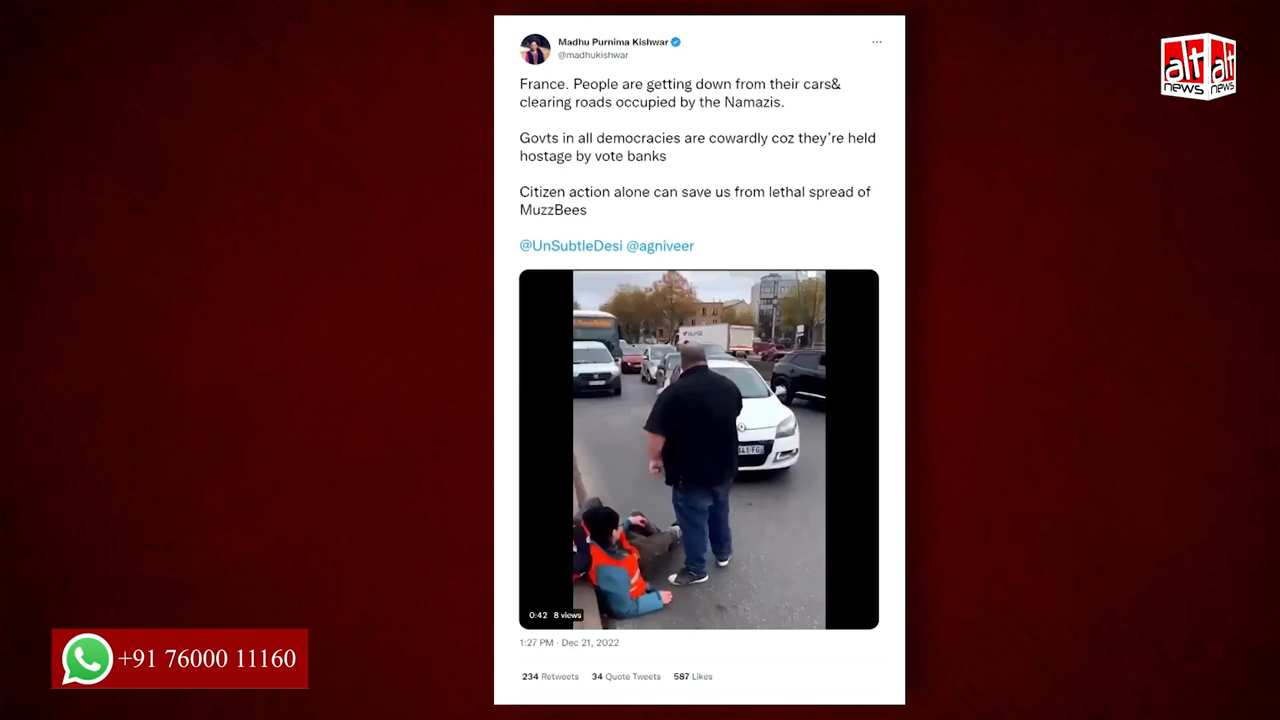 Madhu Purnima Kishwar
@madhukishwar
France. People are getting down from their cars&
clearing roads occupied by the Namazis.
Govts in all democracies are cowardly coz they're held
hostage by vote banks
Citizen action alone can save us from lethal spread of
MuzzBees
@UnSubtleDesi @agniveer
0:42 8 views
1:27 PM · Dec 21, 2022
234 Retweets 34 Quote Tweets 587 Likes
alt alt
news news
+91 76000 11160